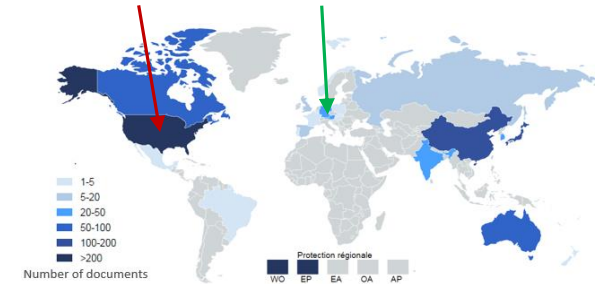 1-5
5-20
20-50
50-100
100-200
>200
Number of documents
Protection régionale
WO EP EA OA AP